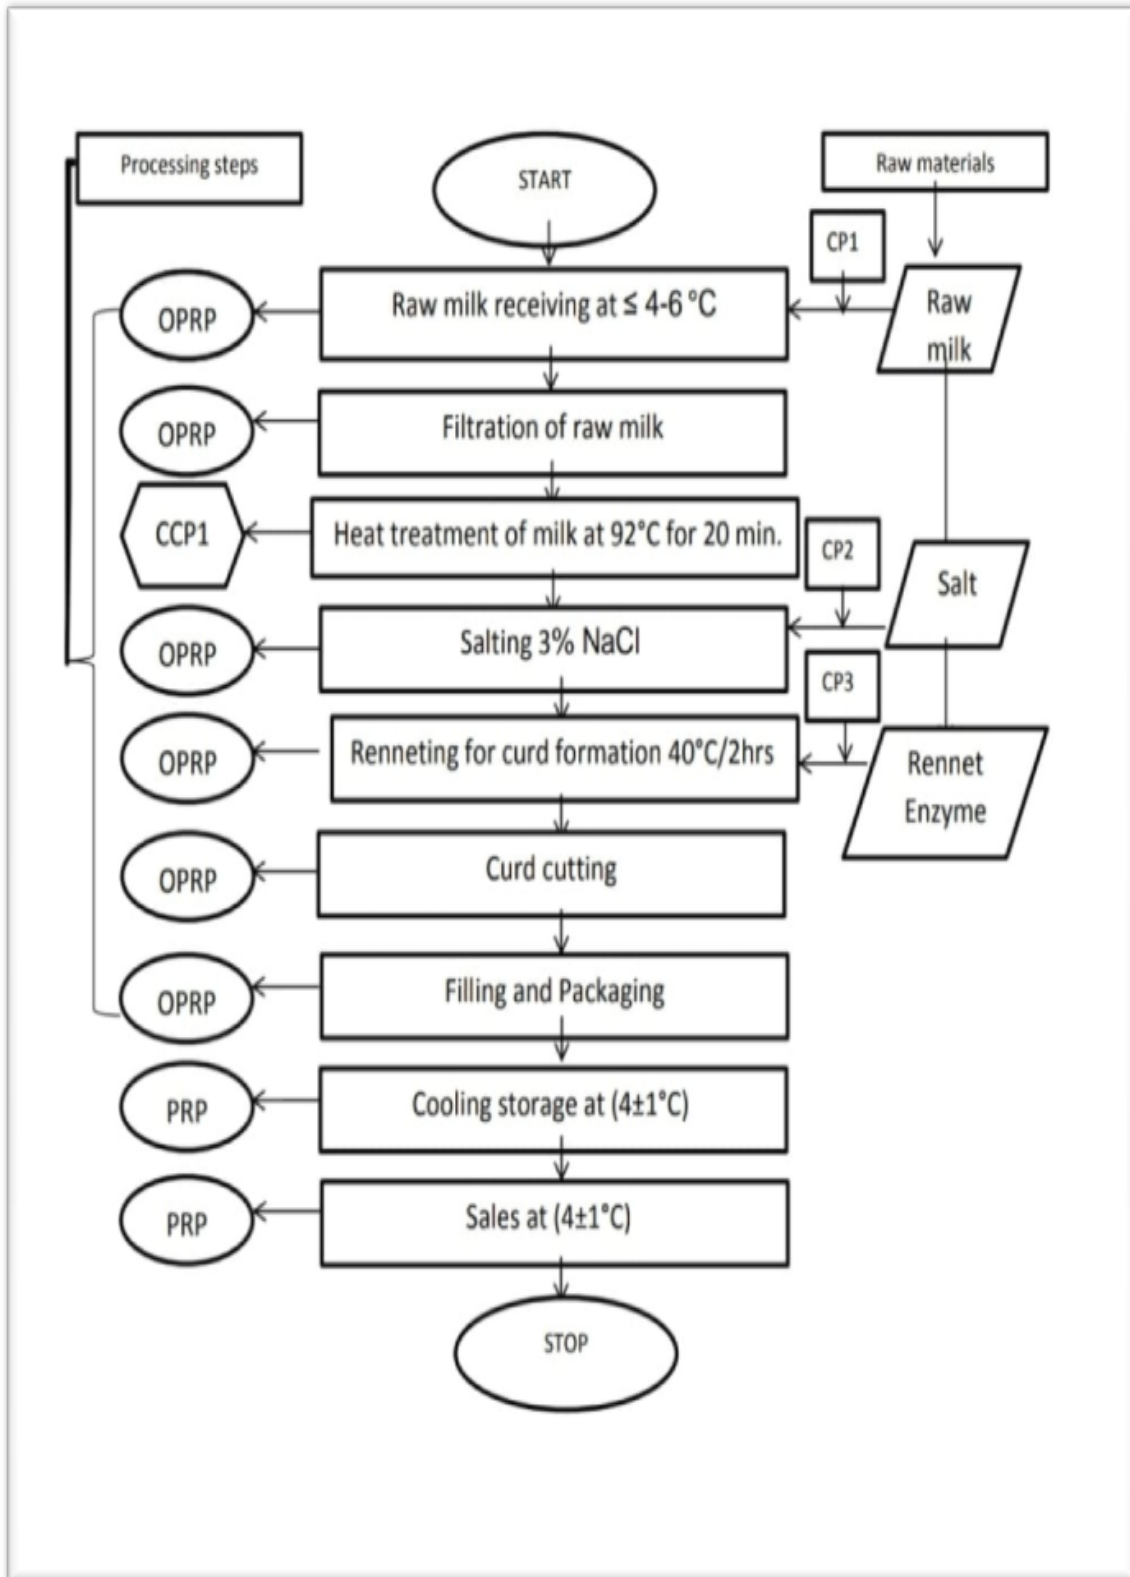 Processing steps
START
Raw materials
CP1
OPRP
Raw milk receiving at ≤ 4-6 °C
Raw
milk
OPRP
Filtration of raw milk
CCP1
Heat treatment of milk at 92°C for 20 min.
CP2
Salt
OPRP
Salting 3% NaCl
CP3
OPRP
Renneting for curd formation 40°C/2hrs
Rennet
Enzyme
OPRP
Curd cutting
OPRP
Filling and Packaging
PRP
Cooling storage at (4±1°C)
PRP
Sales at (4±1°C)
STOP